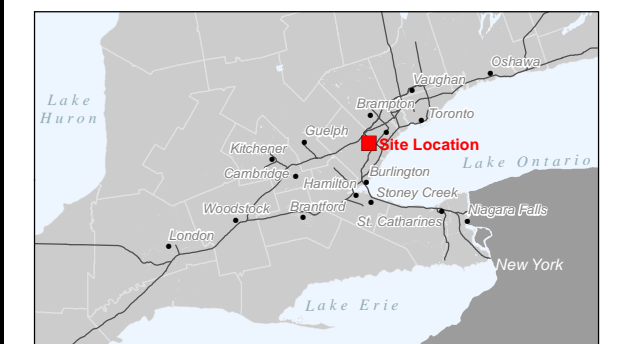 Oshawa
Vaughan
Lake
Huron
Brampton
Toronto
Guelph
Site Location
Kitchener
Lake Ontario
Cambridge
Burlington
Hamilton
Stoney Creek
Woodstock
Brantford
St. Catharines
Niagara Falls
London
New York
Lake Erie